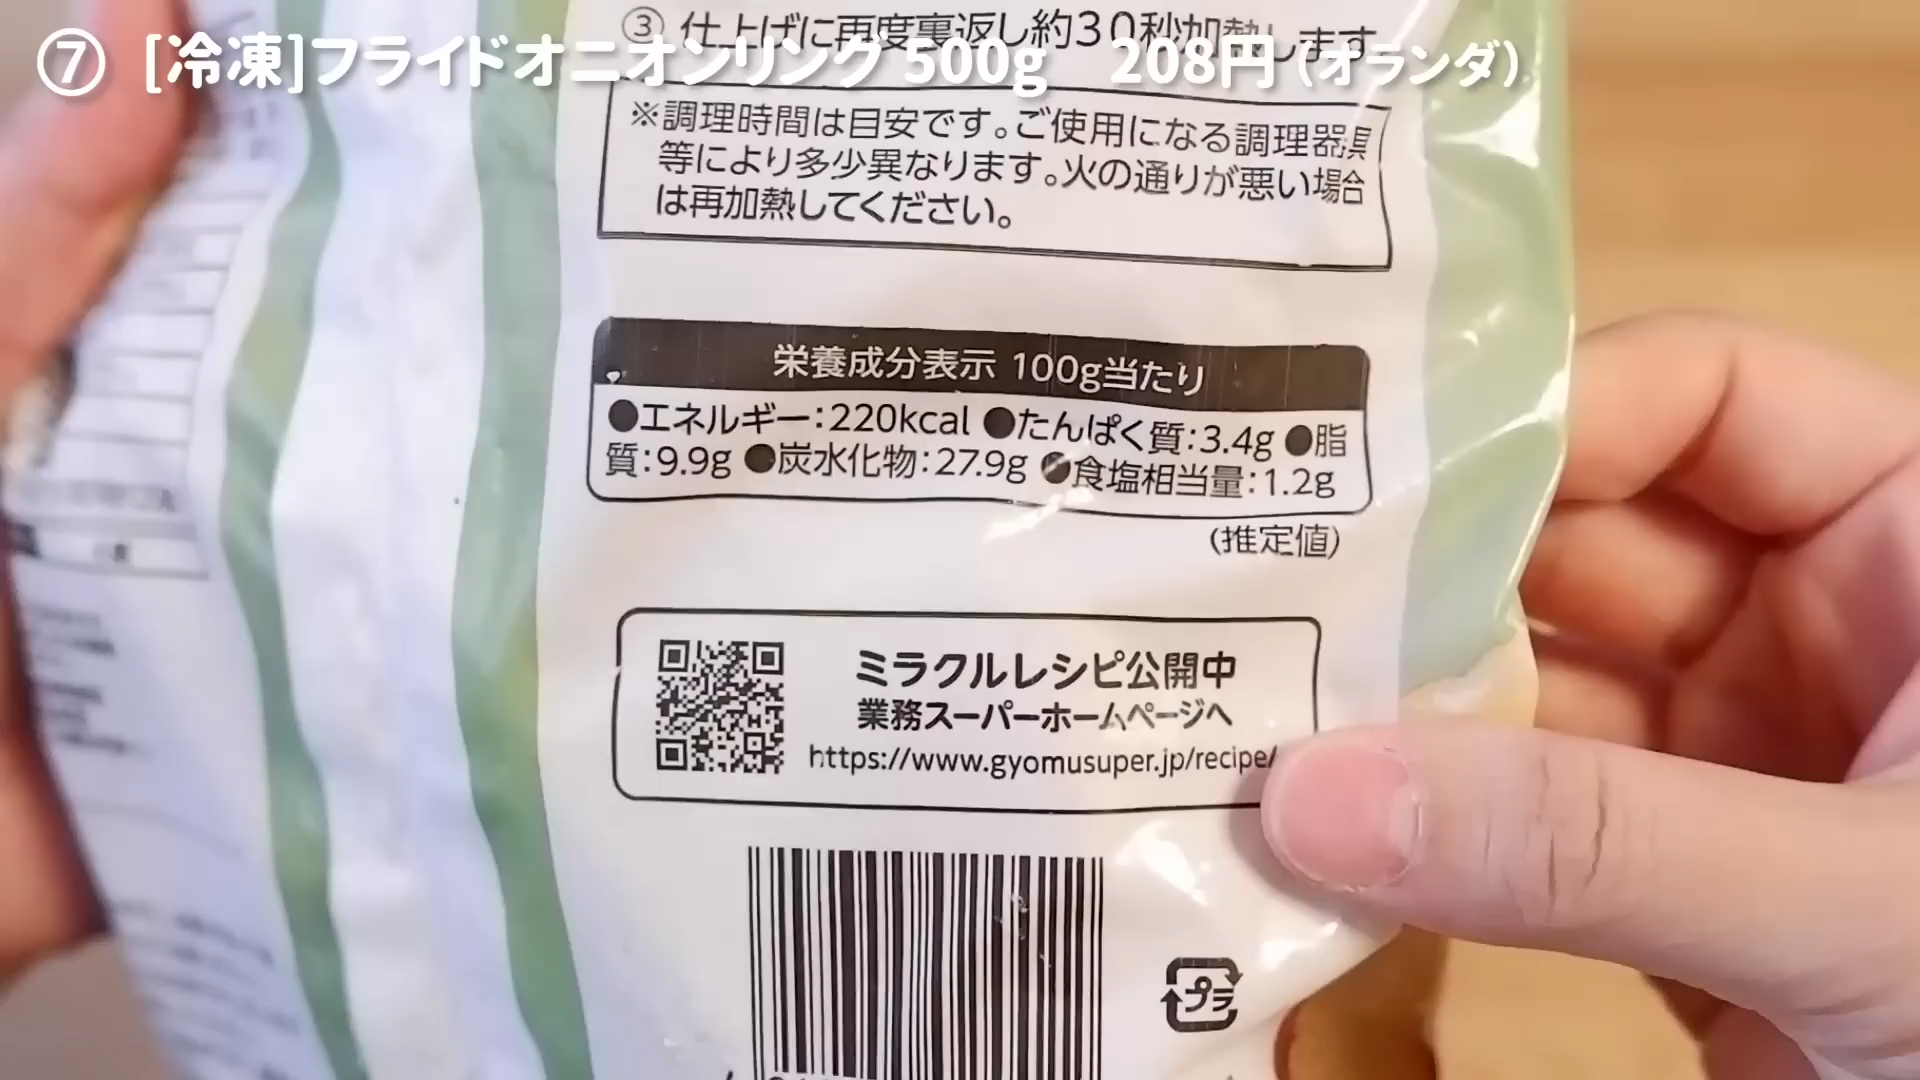 ⑦ [冷凍]フライドオニオンリング 500g 208円（オランダ）
③ 仕上げに再度裏返し約30秒加熱します
※調理時間は目安です。ご使用になる調理器具
等により多少異なります。火の通りが悪い場合
は再加熱してください。
栄養成分表示 100g当たり
●エネルギー：220kcal ●たんぱく質：3.4g ●脂
質：9.9g ●炭水化物：27.9g ●食塩相当量：1.2g
(推定値)
ミラクルレシピ公開中
業務スーパーホームページへ
https://www.gyomusuper.jp/recipe/
プラ